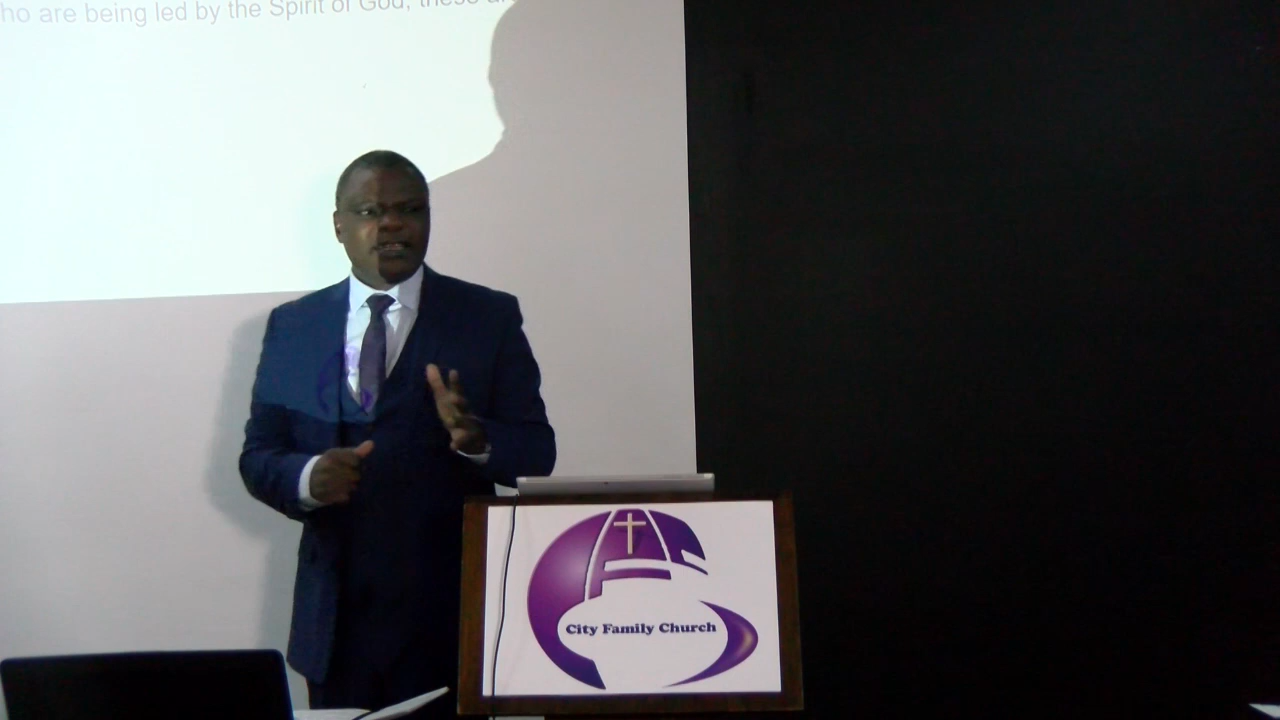 ho are being led by the Spirit of God, these
City Family Church